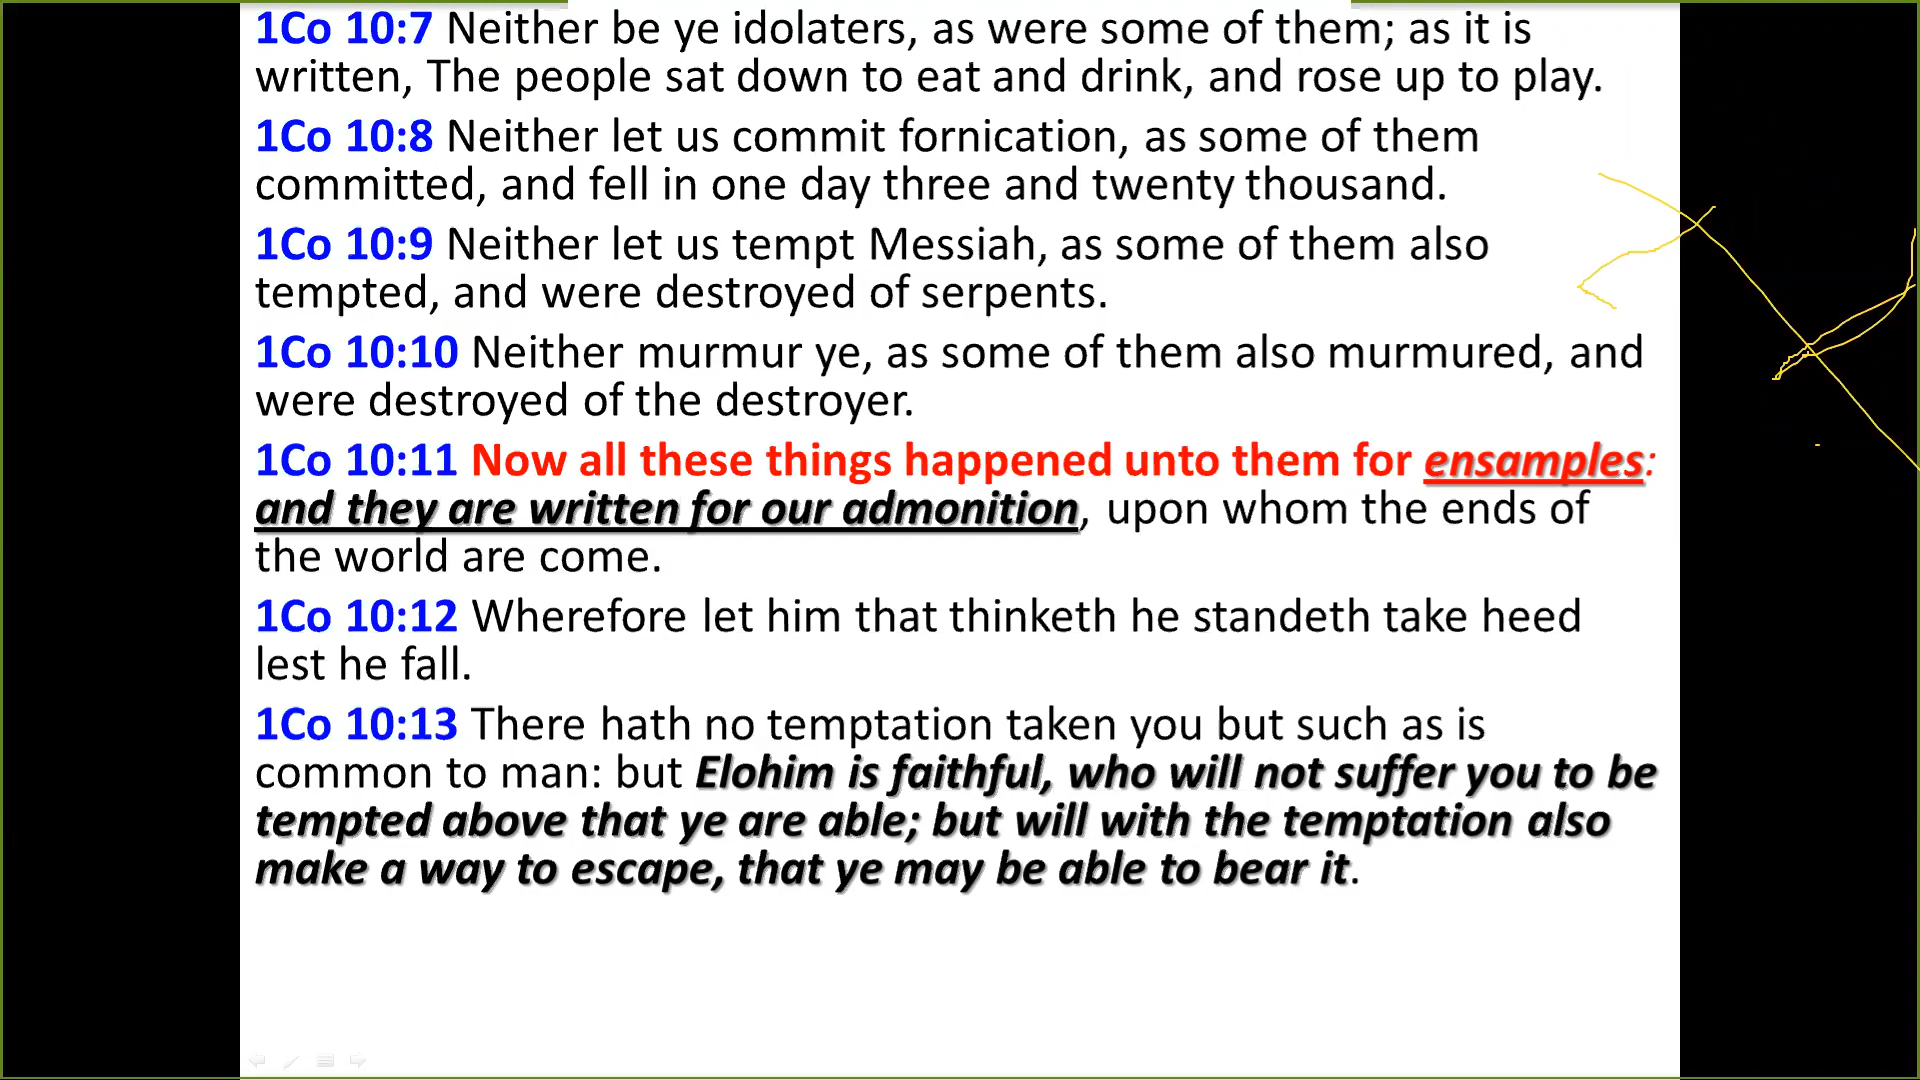 1Co 10:7 Neither be ye idolaters, as were some of them; as it is
written, The people sat down to eat and drink, and rose up to play.
1Co 10:8 Neither let us commit fornication, as some of them
committed, and fell in one day three and twenty thousand.
1Co 10:9 Neither let us tempt Messiah, as some of them also
tempted, and were destroyed of serpents.
1Co 10:10 Neither murmur ye, as some of them also murmured, and
were destroyed of the destroyer.
1Co 10:11 Now all these things happened unto them for ensamples:
and they are written for our admonition, upon whom the ends of
the world are come.
1Co 10:12 Wherefore let him that thinketh he standeth take heed
lest he fall.
1Co 10:13 There hath no temptation taken you but such as is
common to man: but Elohim is faithful, who will not suffer you to be
tempted above that ye are able; but will with the temptation also
make a way to escape, that ye may be able to bear it.